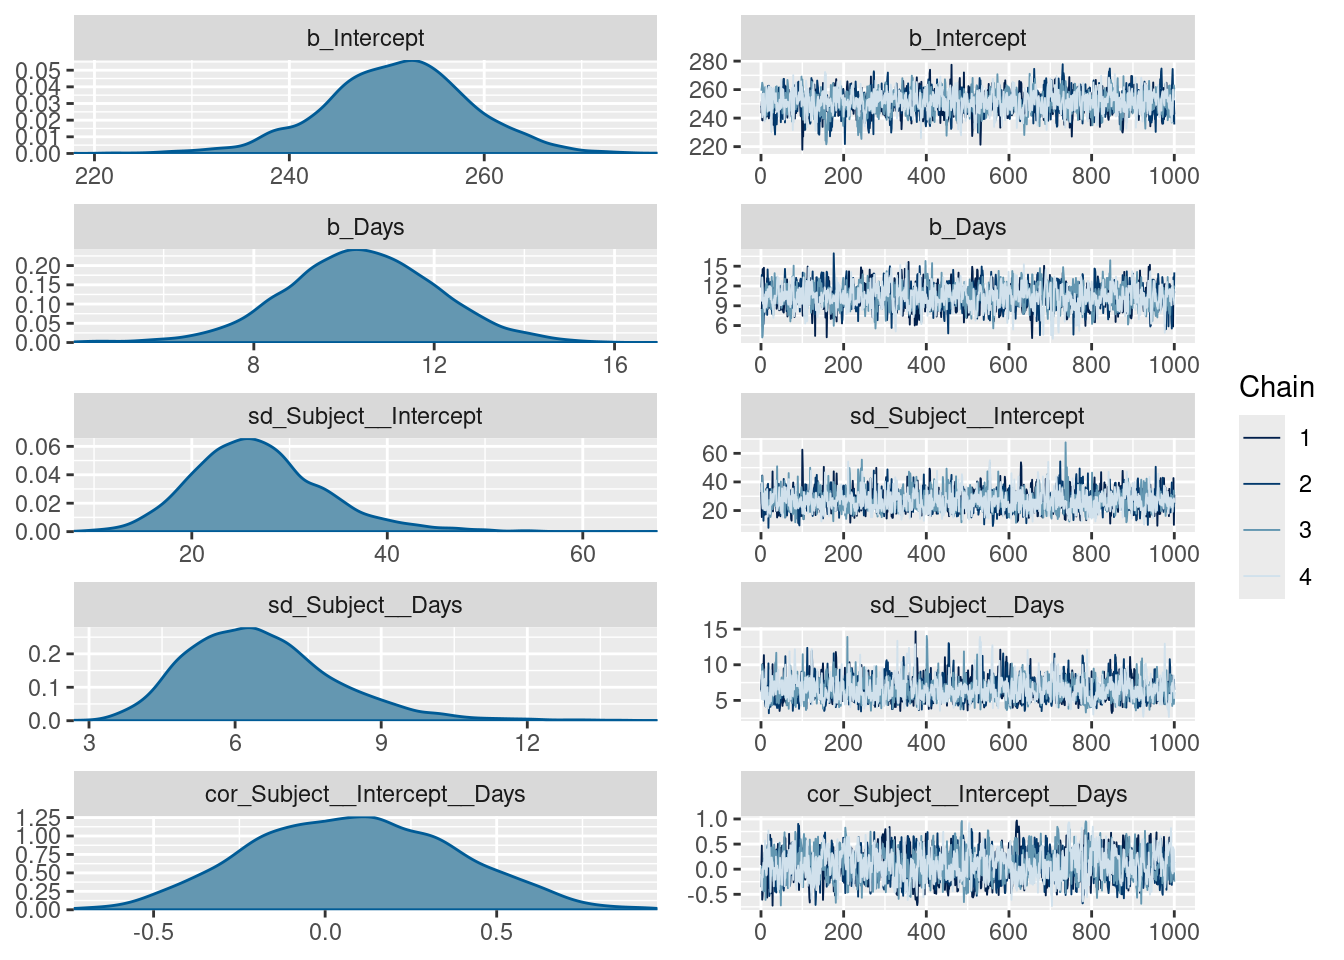 b_Intercept
0.05
0.04
0.03
0.02
0.01
0.00
220 240 260
b_Intercept
280
260
240
220
0 200 400 600 800 1000
b_Days
0.20
0.15
0.10
0.05
0.00
8 12 16
b_Days
15
12
9
6
0 200 400 600 800 1000
sd_Subject__Intercept
0.06
0.04
0.02
0.00
20 40 60
sd_Subject__Intercept
60
40
20
0 200 400 600 800 1000
sd_Subject__Days
0.2
0.1
0.0
3 6 9 12
sd_Subject__Days
15
10
5
0 200 400 600 800 1000
cor_Subject__Intercept__Days
1.25
1.00
0.75
0.50
0.25
0.00
-0.5 0.0 0.5
cor_Subject__Intercept__Days
1.0
0.5
0.0
-0.5
0 200 400 600 800 1000
Chain
1
2
3
4